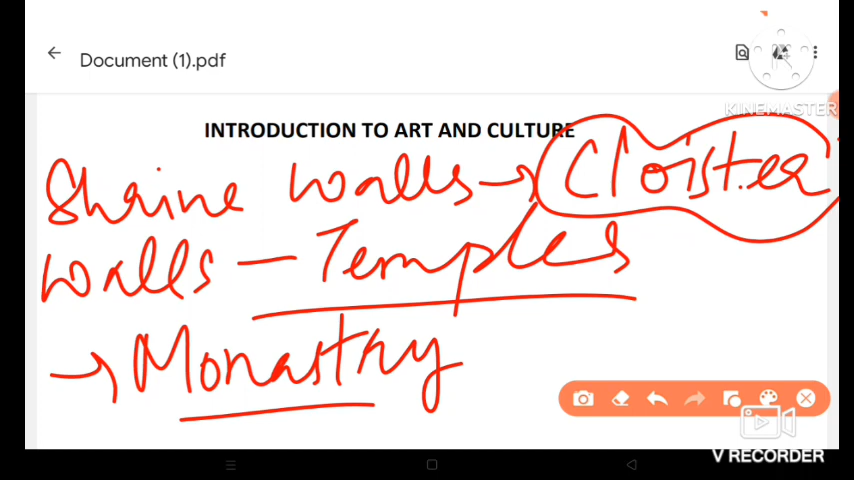 Document (1).pdf
KINEMASTER
INTRODUCTION TO ART AND CULTURE
Shrine walls → Cloister
walls - Temples
→ Monastry
V RECORDER